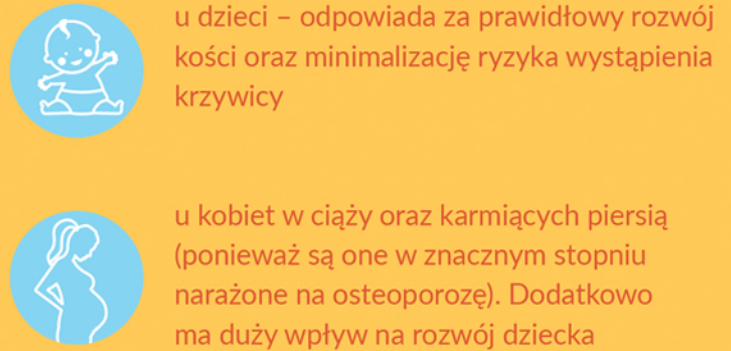 u dzieci – odpowiada za prawidłowy rozwój
kości oraz minimalizację ryzyka wystąpienia
krzywicy
u kobiet w ciąży oraz karmiących piersią
(ponieważ są one w znacznym stopniu
narażone na osteoporozę). Dodatkowo
ma duży wpływ na rozwój dziecka